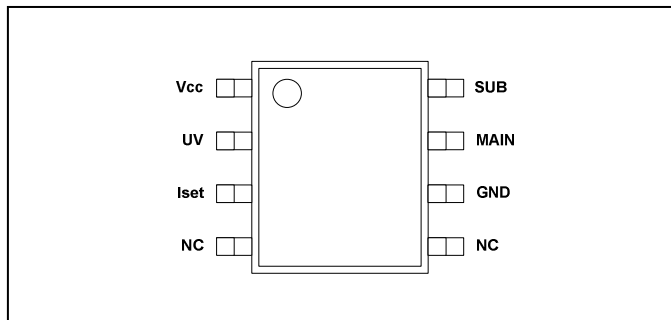 Vcc
SUB
UV
MAIN
Iset
GND
NC
NC